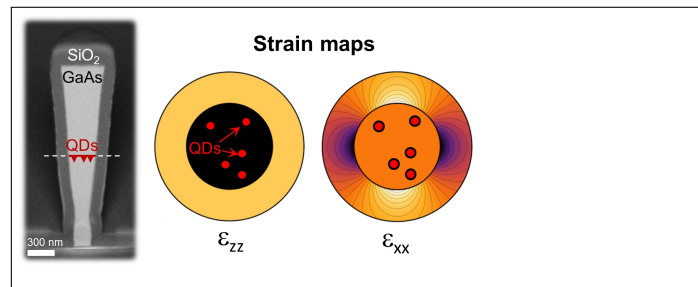 Strain maps
SiO₂
GaAs
QDs
300 nm
QDs
εzz
εxx